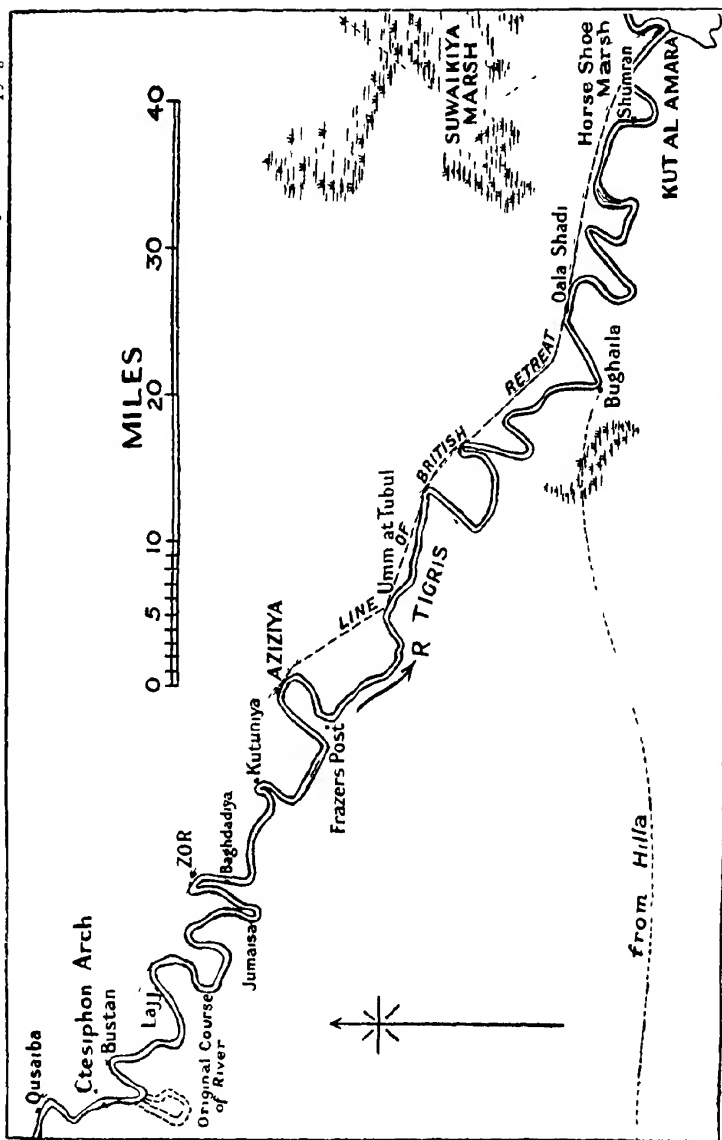 MILES
0 5 10 20 30 40
Qusaiba
Ctesiphon Arch
Bustan
Lajj
Original Course
of River
Jumaisa
ZOR
Baghdadiya
Kutuniya
AZIZIYA
Frazers Post
Umm at Tubul
LINE OF BRITISH RETREAT
R TIGRIS
SUWAIKIYA
MARSH
Qala Shadi
Bughaila
Horse Shoe
Marsh
Shumran
KUT AL AMARA
from Hilla